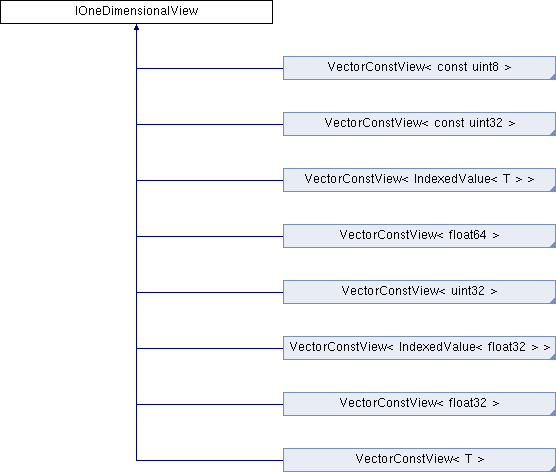 IOneDimensionalView
VectorConstView< const uint8 >
VectorConstView< const uint32 >
VectorConstView< IndexedValue< T > >
VectorConstView< float64 >
VectorConstView< uint32 >
VectorConstView< IndexedValue< float32 > >
VectorConstView< float32 >
VectorConstView< T >